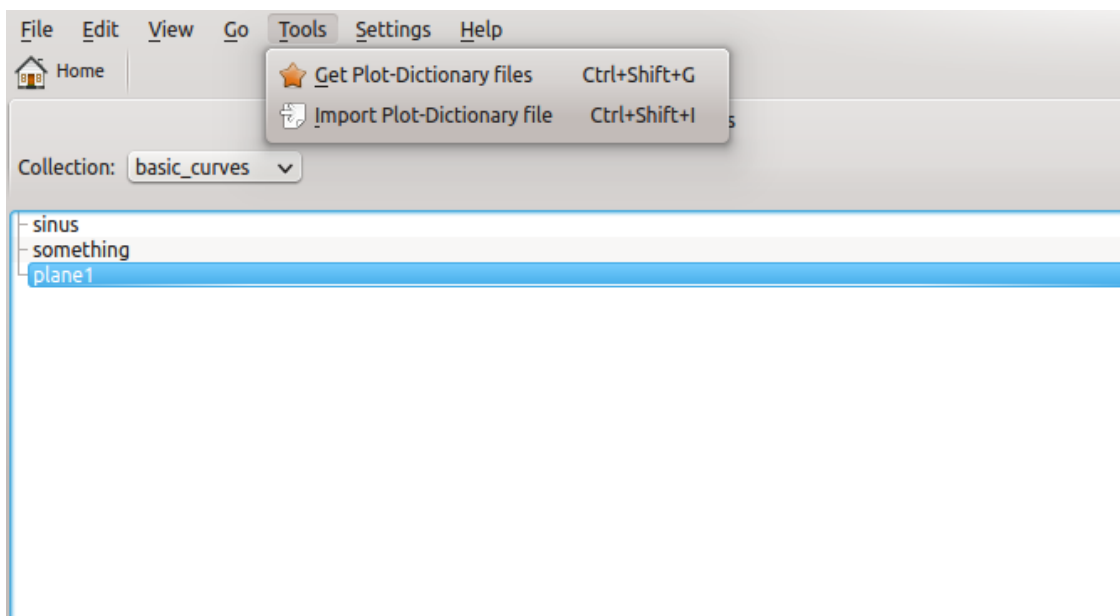 File Edit View Go Tools Settings Help
Home
Get Plot-Dictionary files Ctrl+Shift+G
Import Plot-Dictionary file Ctrl+Shift+I
s
Collection: basic_curves
sinus
something
plane1